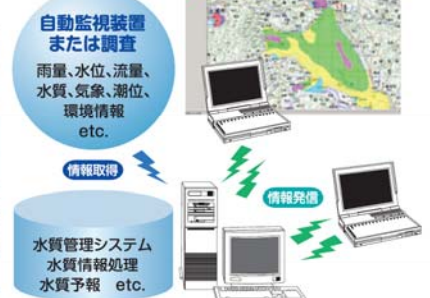 自動監視装置
または調査
雨量、水位、流量、
水質、気象、潮位、
環境情報
etc.
情報取得
情報発信
水質管理システム
水質情報処理
水質予報 etc.